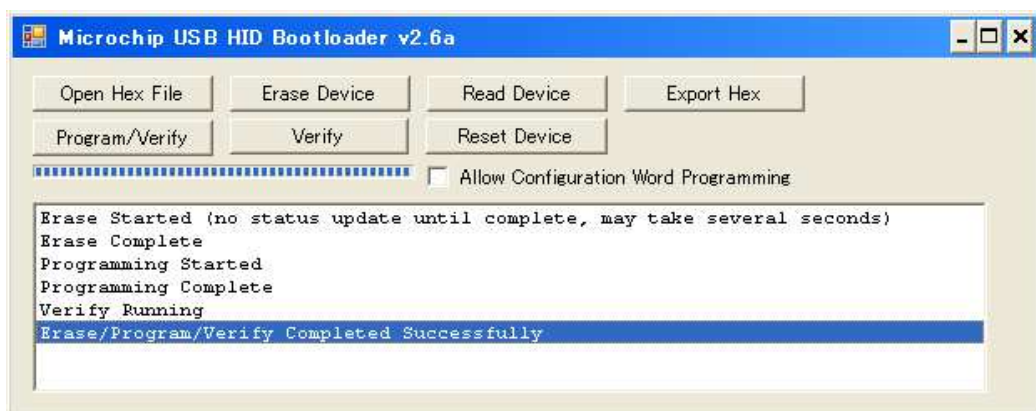 Microchip USB HID Bootloader v2.6a
Open Hex File Erase Device Read Device Export Hex
Program/Verify Verify Reset Device
Allow Configuration Word Programming
Erase Started (no status update until complete, may take several seconds)
Erase Complete
Programming Started
Programming Complete
Verify Running
Erase/Program/Verify Completed Successfully